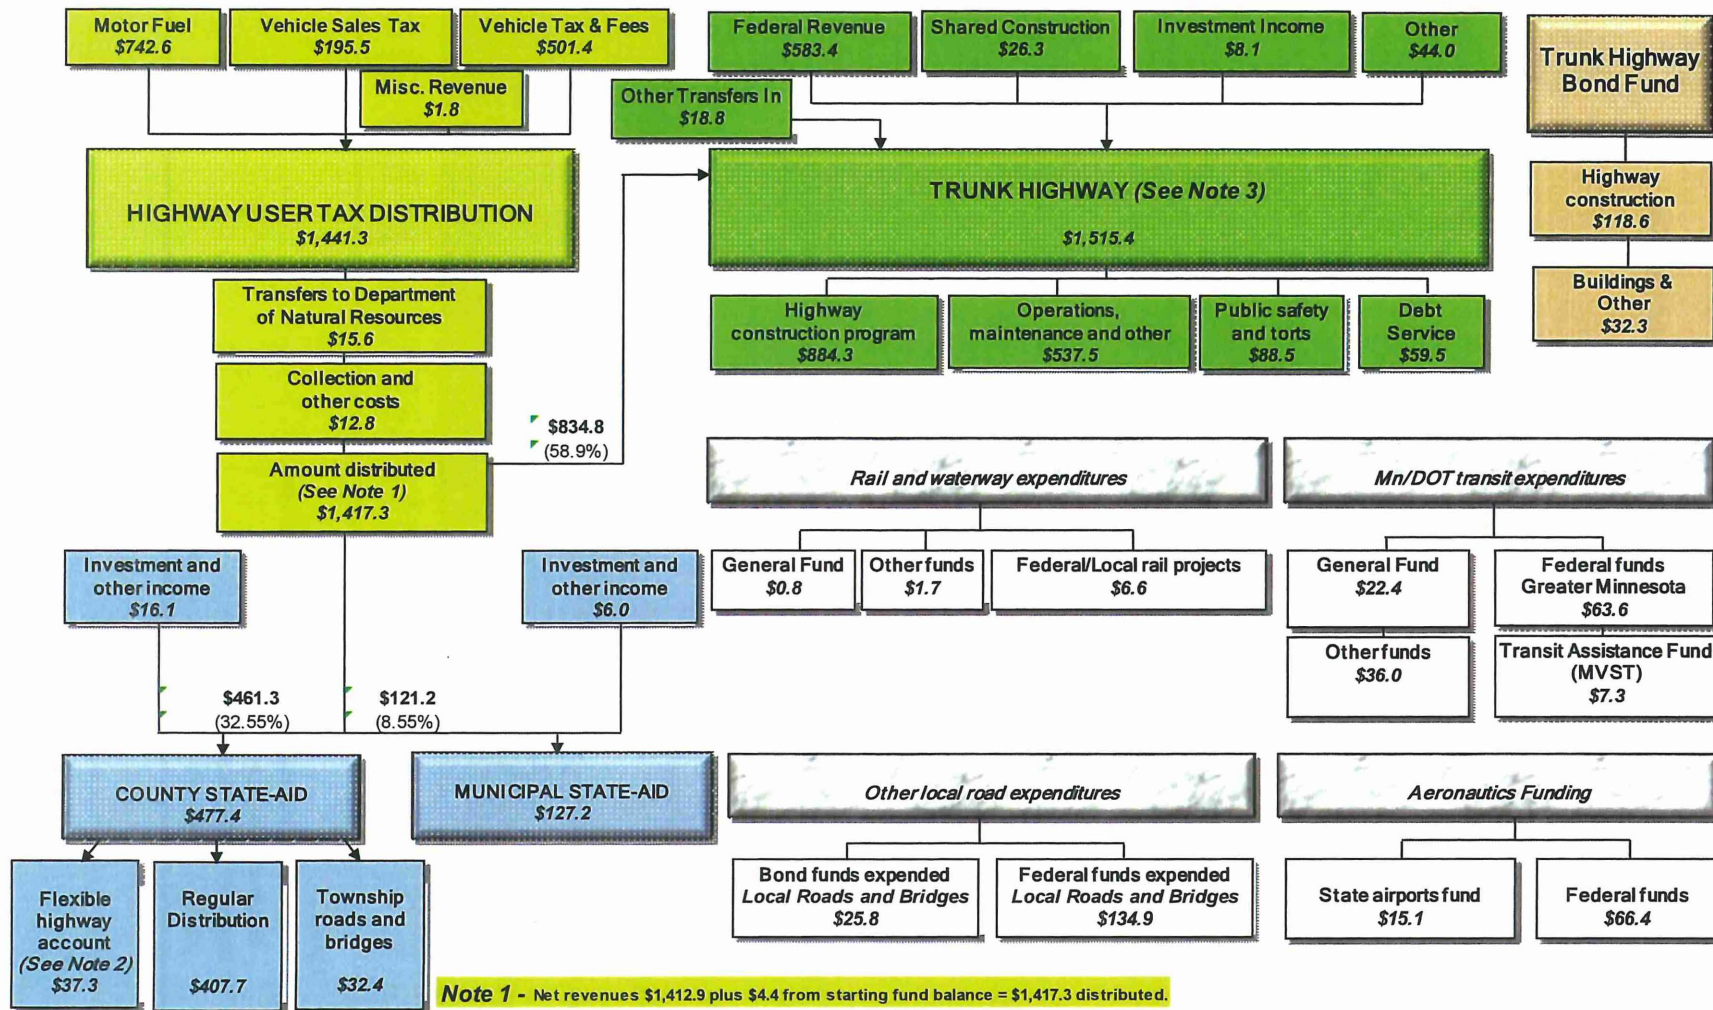 Motor Fuel
$742.6
Vehicle Sales Tax
$195.5
Vehicle Tax & Fees
$501.4
Misc. Revenue
$1.8
HIGHWAY USER TAX DISTRIBUTION
$1,441.3
Transfers to Department
of Natural Resources
$15.6
Collection and
other costs
$12.8
Amount distributed
(See Note 1)
$1,417.3
$834.8
(58.9%)
Federal Revenue
$583.4
Shared Construction
$26.3
Investment Income
$8.1
Other
$44.0
Other Transfers In
$18.8
TRUNK HIGHWAY (See Note 3)
$1,515.4
Highway
construction program
$884.3
Operations,
maintenance and other
$537.5
Public safety
and torts
$88.5
Debt
Service
$59.5
Trunk Highway
Bond Fund
Highway
construction
$118.6
Buildings &
Other
$32.3
Investment and
other income
$16.1
Investment and
other income
$6.0
$461.3
(32.55%)
$121.2
(8.55%)
COUNTY STATE-AID
$477.4
MUNICIPAL STATE-AID
$127.2
Flexible
highway
account
(See Note 2)
$37.3
Regular
Distribution
$407.7
Township
roads and
bridges
$32.4
Rail and waterway expenditures
General Fund
$0.8
Other funds
$1.7
Federal/Local rail projects
$6.6
Mn/DOT transit expenditures
General Fund
$22.4
Federal funds
Greater Minnesota
$63.6
Other funds
$36.0
Transit Assistance Fund
(MVST)
$7.3
Other local road expenditures
Bond funds expended
Local Roads and Bridges
$25.8
Federal funds expended
Local Roads and Bridges
$134.9
Aeronautics Funding
State airports fund
$15.1
Federal funds
$66.4
Note 1 - Net revenues $1,412.9 plus $4.4 from starting fund balance = $1,417.3 distributed.